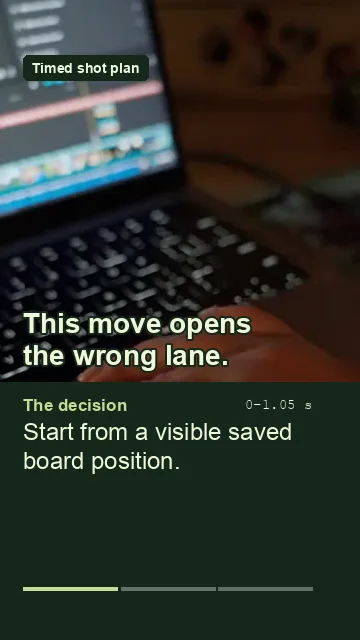 Timed shot plan
This move opens
the wrong lane.
The decision
0–1.05 s
Start from a visible saved
board position.